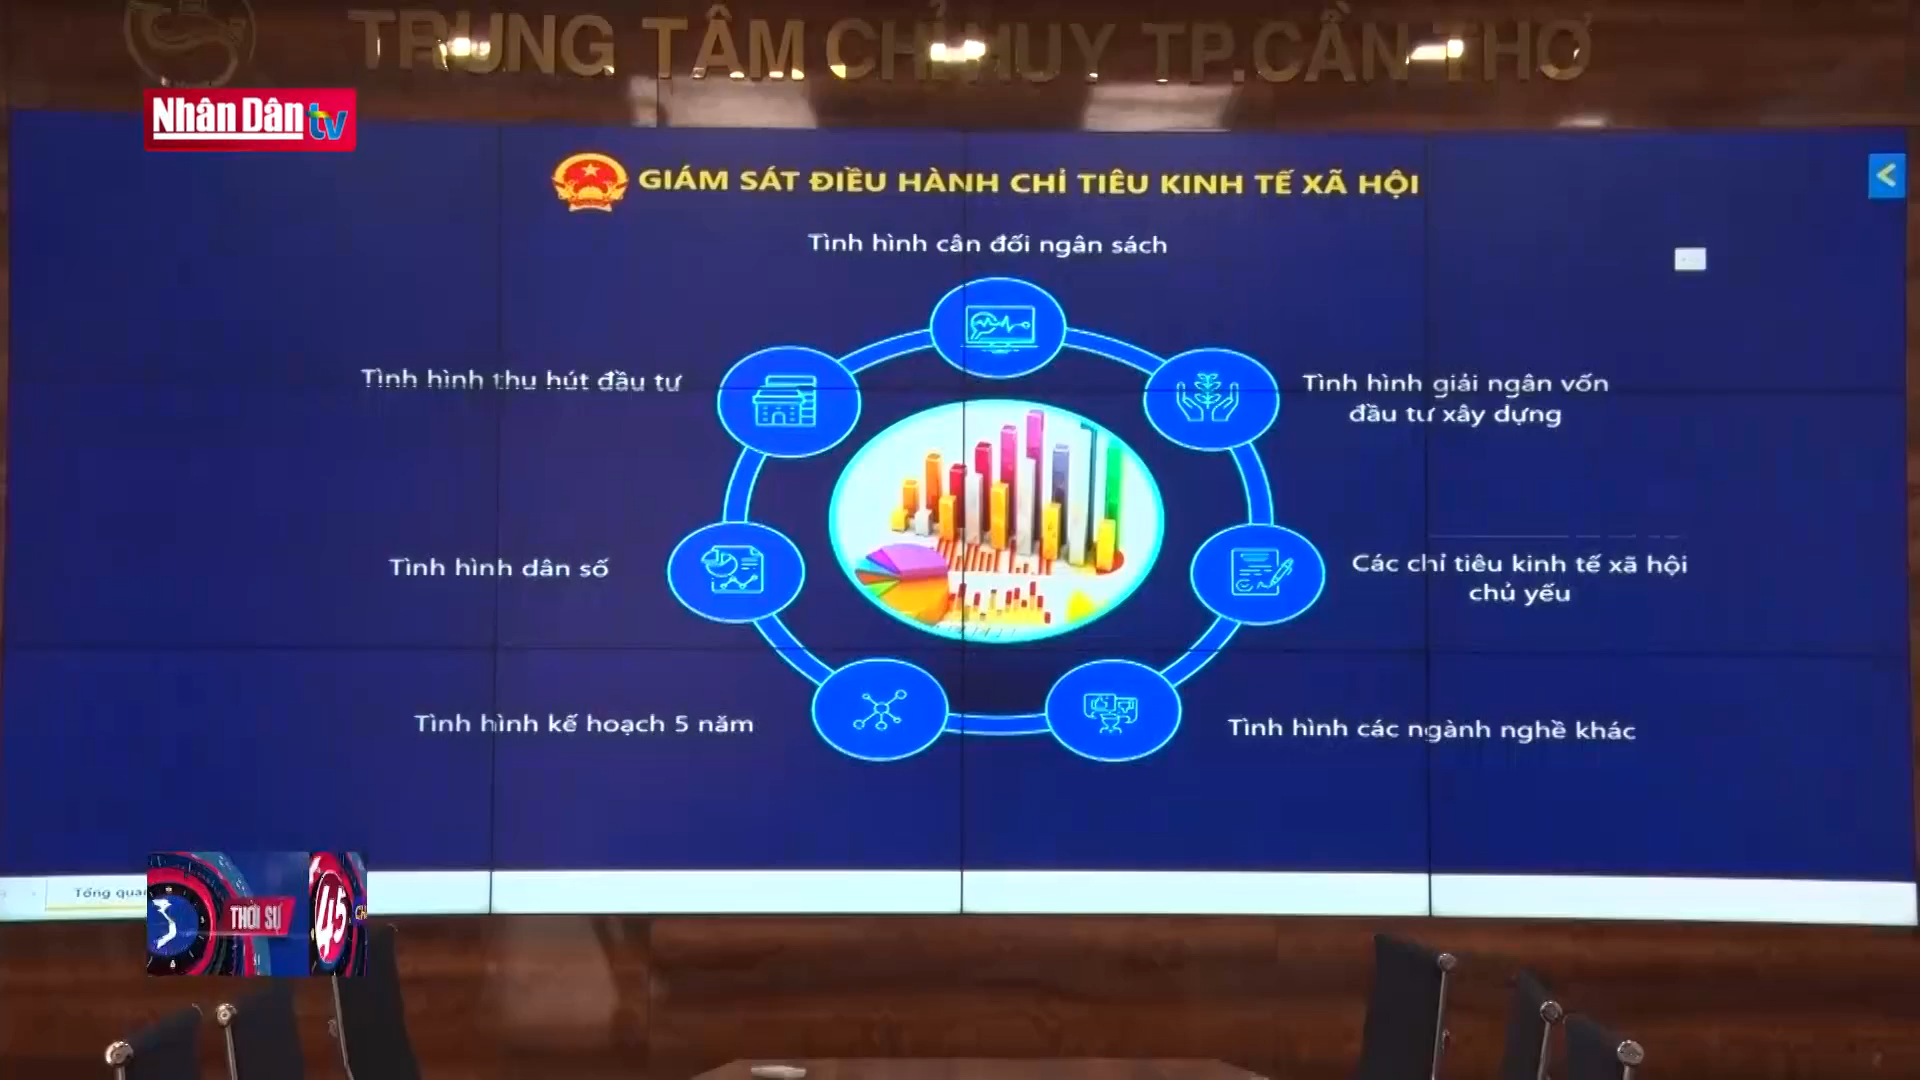 TRUNG TÂM CHỈ HUY TP.CẦN THƠ
Nhân Dân tv
GIÁM SÁT ĐIỀU HÀNH CHỈ TIÊU KINH TẾ XÃ HỘI
Tình hình cân đối ngân sách
Tình hình thu hút đầu tư
Tình hình giải ngân vốn
đầu tư xây dựng
Tình hình dân số
Các chỉ tiêu kinh tế xã hội
chủ yếu
Tình hình kế hoạch 5 năm
Tình hình các ngành nghề khác
Tổng
THỜI SỰ
45